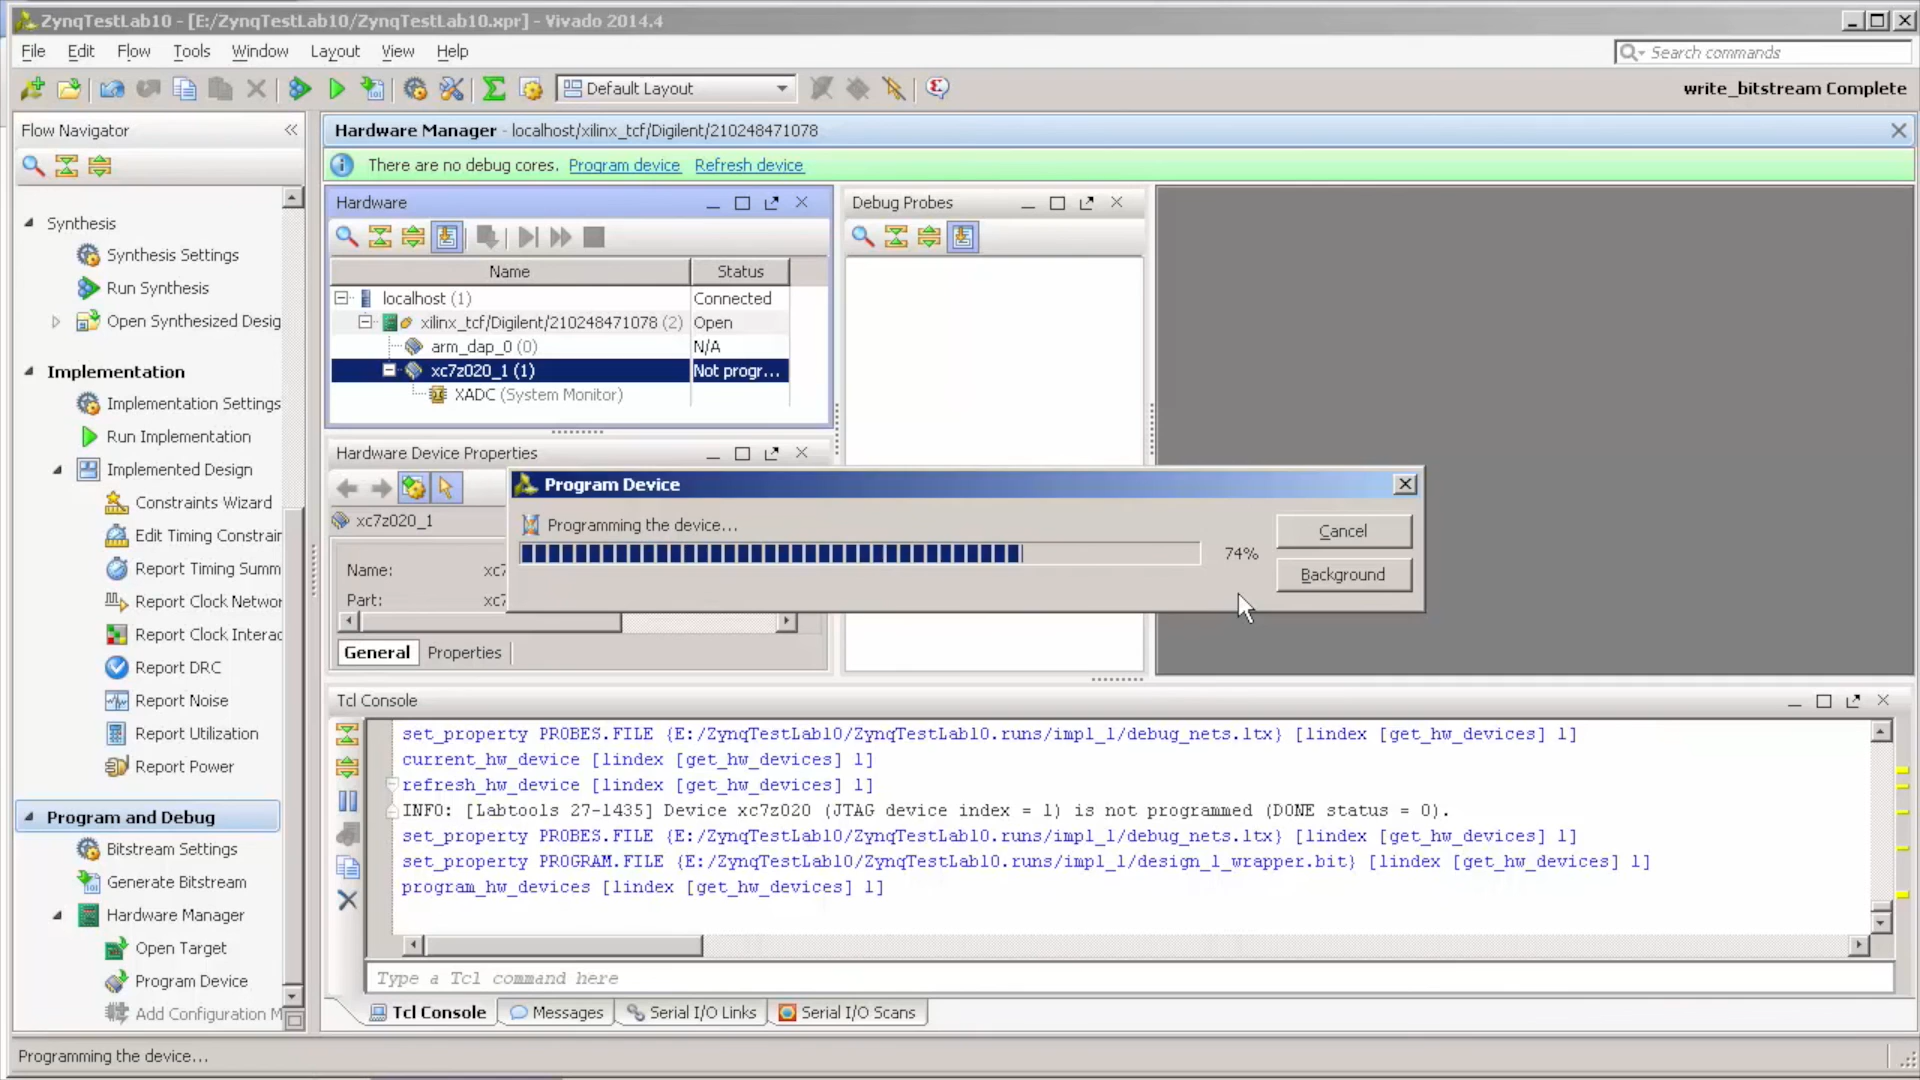 ZynqTestLab10 - [E:/ZynqTestLab10/ZynqTestLab10.xpr] - Vivado 2014.4
File Edit Flow Tools Window Layout View Help
Search commands
Default Layout
write_bitstream Complete
Flow Navigator
Synthesis
Synthesis Settings
Run Synthesis
Open Synthesized Desig
Implementation
Implementation Settings
Run Implementation
Implemented Design
Constraints Wizard
Edit Timing Constrair
Report Timing Summ
Report Clock Networ
Report Clock Interac
Report DRC
Report Noise
Report Utilization
Report Power
Program and Debug
Bitstream Settings
Generate Bitstream
Hardware Manager
Open Target
Program Device
Add Configuration M
Hardware Manager - localhost/xilinx_tcf/Digilent/210248471078
There are no debug cores. Program device Refresh device
Hardware
Name Status
localhost (1) Connected
xilinx_tcf/Digilent/210248471078 (2) Open
arm_dap_0 (0) N/A
xc7z020_1 (1) Not progr...
XADC (System Monitor)
Debug Probes
Hardware Device Properties
xc7z020_1
Name: xc7
Part: xc7
General Properties
Program Device
Programming the device...
74%
Cancel
Background
Tcl Console
set_property PROBES.FILE {E:/ZynqTestLab10/ZynqTestLab10.runs/impl_1/debug_nets.ltx} [lindex [get_hw_devices] 1]
current_hw_device [lindex [get_hw_devices] 1]
refresh_hw_device [lindex [get_hw_devices] 1]
INFO: [Labtools 27-1435] Device xc7z020 (JTAG device index = 1) is not programmed (DONE status = 0).
set_property PROBES.FILE {E:/ZynqTestLab10/ZynqTestLab10.runs/impl_1/debug_nets.ltx} [lindex [get_hw_devices] 1]
set_property PROGRAM.FILE {E:/ZynqTestLab10/ZynqTestLab10.runs/impl_1/design_1_wrapper.bit} [lindex [get_hw_devices] 1]
program_hw_devices [lindex [get_hw_devices] 1]
Type a Tcl command here
Tcl Console Messages Serial I/O Links Serial I/O Scans
Programming the device...